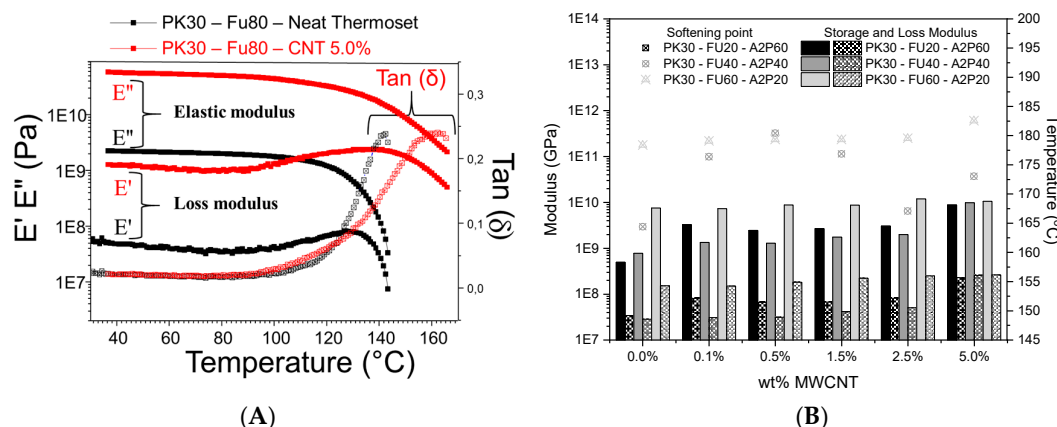 PK30 – Fu80 – Neat Thermoset
PK30 – Fu80 – CNT 5.0%
Tan (δ)
E''
Elastic modulus
E''
E'
Loss modulus
E'
E' E'' (Pa)
1E10
1E9
1E8
1E7
0,3
0,2
0,1
0,0
Tan (δ)
40 60 80 100 120 140 160
Temperature (°C)
(A)
Softening point
PK30 - FU20 - A2P60
PK30 - FU40 - A2P40
PK30 - FU60 - A2P20
Storage and Loss Modulus
PK30 - FU20 - A2P60
PK30 - FU40 - A2P40
PK30 - FU60 - A2P20
Modulus (GPa)
1E14
1E13
1E12
1E11
1E10
1E9
1E8
1E7
200
195
190
185
180
175
170
165
160
155
150
145
Temperature (°C)
0.0% 0.1% 0.5% 1.5% 2.5% 5.0%
wt% MWCNT
(B)